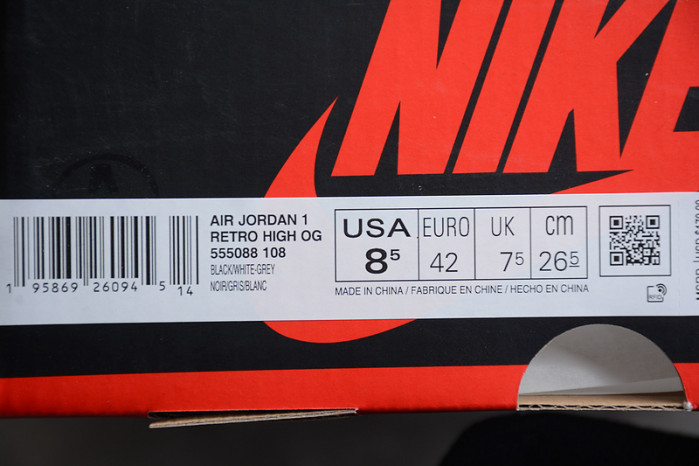 NIKE
AIR JORDAN 1
RETRO HIGH OG
555088 108
BLACK/WHITE-GREY
NOIR/GRIS/BLANC
1 95869 26094 5 14
USA EURO UK cm
8⁵ 42 7⁵ 26⁵
MADE IN CHINA / FABRIQUE EN CHINE / HECHO EN CHINA
RFID